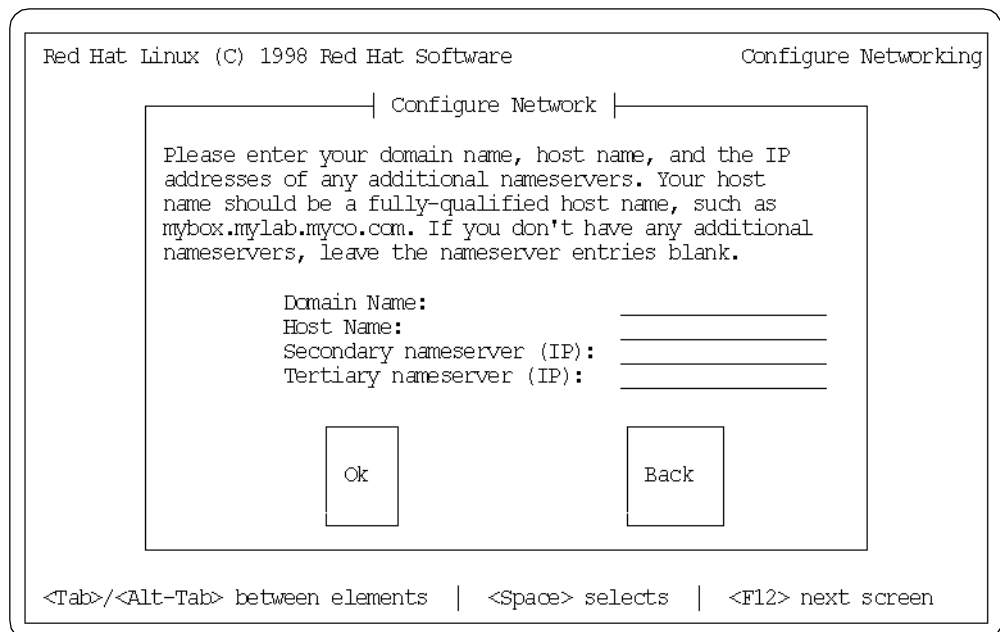 Red Hat Linux (C) 1998 Red Hat Software Configure Networking
Configure Network
Please enter your domain name, host name, and the IP
addresses of any additional nameservers. Your host
name should be a fully-qualified host name, such as
mybox.mylab.myco.com. If you don't have any additional
nameservers, leave the nameserver entries blank.
Domain Name:
Host Name:
Secondary nameserver (IP):
Tertiary nameserver (IP):
Ok Back
<Tab>/<Alt-Tab> between elements | <Space> selects | <F12> next screen